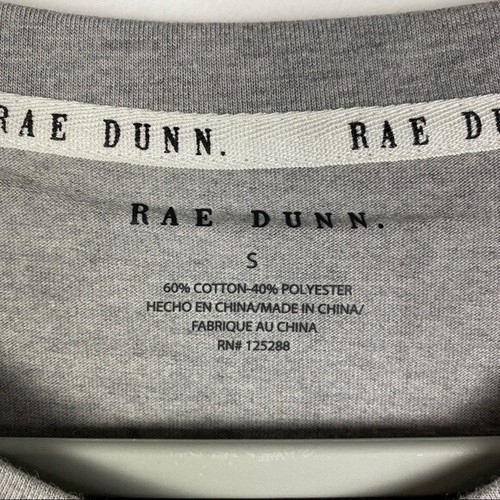 RAE DUNN. RAE DU
RAE DUNN.
S
60% COTTON-40% POLYESTER
HECHO EN CHINA/MADE IN CHINA/
FABRIQUE AU CHINA
RN# 125288